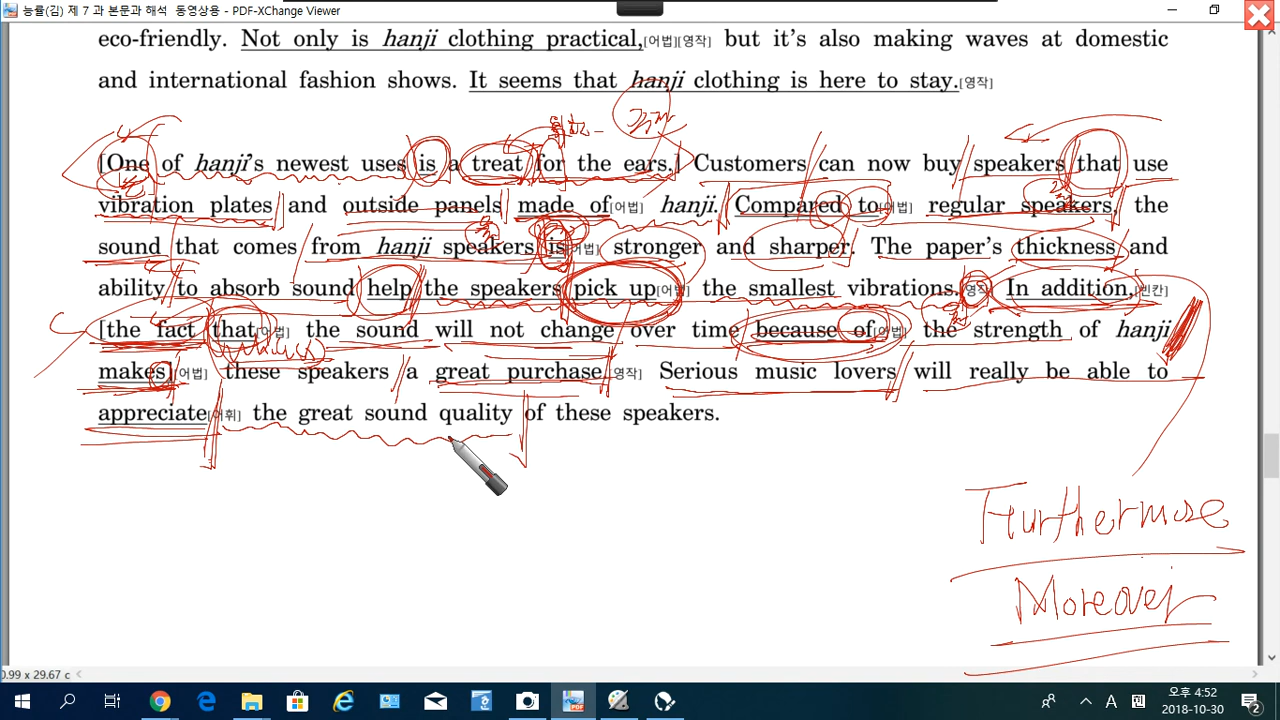 능률(김) 제 7 과 본문과 해석 동영상용 - PDF-XChange Viewer
eco-friendly. Not only is hanji clothing practical,[어법][영작] but it's also making waves at domestic
and international fashion shows. It seems that hanji clothing is here to stay.[영작]
[One of hanji's newest uses is a treat for the ears.] Customers can now buy speakers that use
vibration plates and outside panels made of[어법] hanji. Compared to[어법] regular speakers, the
sound that comes from hanji speakers is[어법] stronger and sharper. The paper's thickness and
ability to absorb sound help the speakers pick up[어법] the smallest vibrations.[영작] In addition,[빈칸]
[the fact that[어법] the sound will not change over time because of[어법] the strength of hanji]
makes[어법] these speakers a great purchase.[영작] Serious music lovers will really be able to
appreciate[어휘] the great sound quality of these speakers.
Furthermore
Moreover
0.99 x 29.67 c
A
오후 4:52
2018-10-30
2